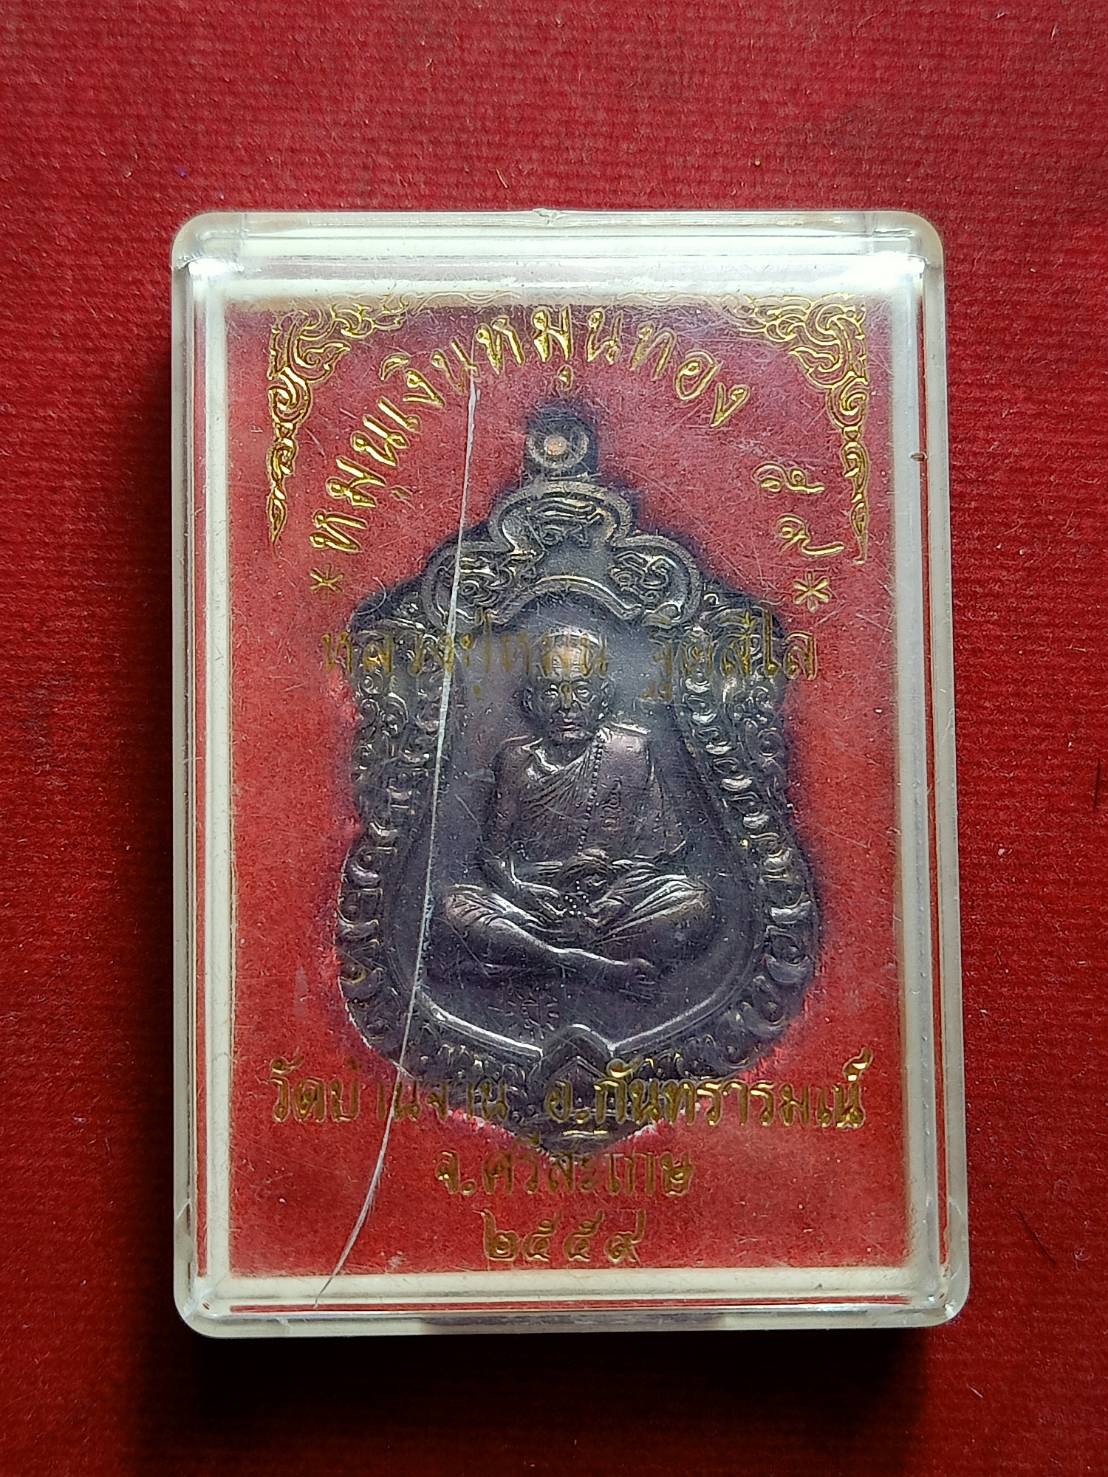 * หมุนเงินหมุนทอง ๕๙ *
หลวงปู่หมุน ฐิตสีโล
วัดบ้านจาน อ.กันทรารมณ์
จ.ศรีสะเกษ
๒๕๕๙